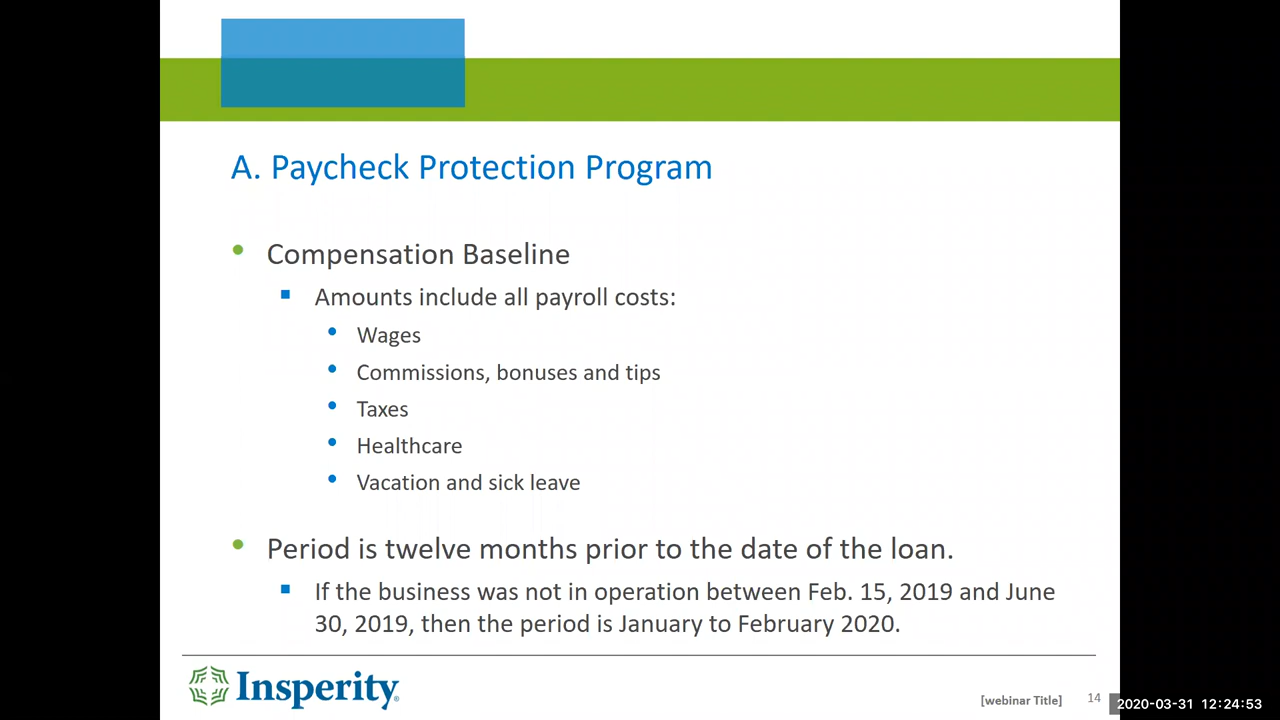 A. Paycheck Protection Program
Compensation Baseline
Amounts include all payroll costs:
Wages
Commissions, bonuses and tips
Taxes
Healthcare
Vacation and sick leave
Period is twelve months prior to the date of the loan.
If the business was not in operation between Feb. 15, 2019 and June
30, 2019, then the period is January to February 2020.
Insperity
[webinar Title]
14
2020-03-31 12:24:53